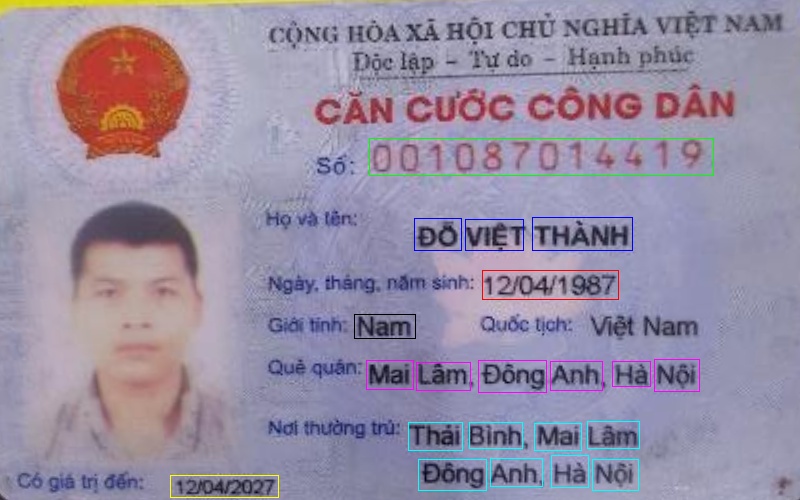 CỘNG HÒA XÃ HỘI CHỦ NGHĨA VIỆT NAM
Độc lập - Tự do - Hạnh phúc
CĂN CƯỚC CÔNG DÂN
Số: 001087014419
Họ và tên:
ĐỖ VIỆT THÀNH
Ngày, tháng, năm sinh: 12/04/1987
Giới tính: Nam Quốc tịch: Việt Nam
Quê quán: Mai Lâm, Đông Anh, Hà Nội
Nơi thường trú: Thái Bình, Mai Lâm
Đông Anh, Hà Nội
Có giá trị đến: 12/04/2027